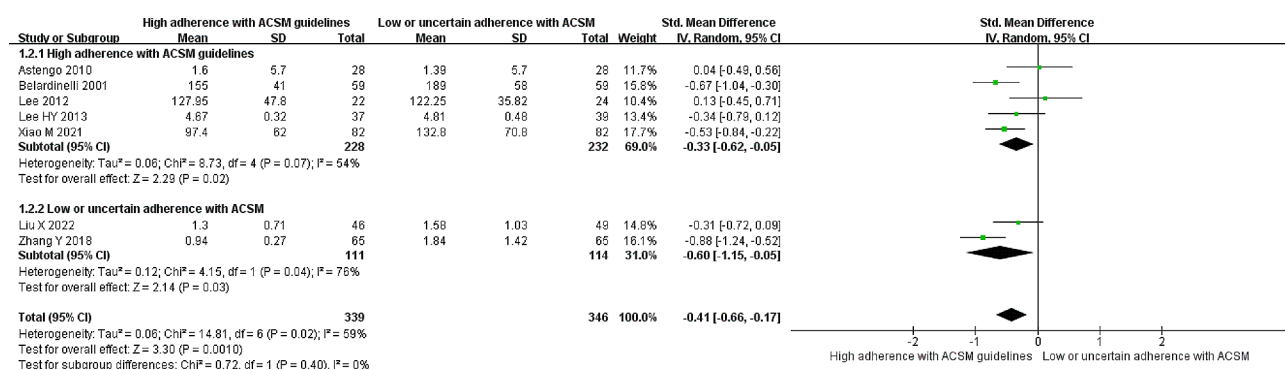 High adherence with ACSM guidelines Low or uncertain adherence with ACSM Std. Mean Difference Std. Mean Difference
Study or Subgroup Mean SD Total Mean SD Total Weight IV, Random, 95% CI IV, Random, 95% CI
1.2.1 High adherence with ACSM guidelines
Astengo 2010 1.6 5.7 28 1.39 5.7 28 11.7% 0.04 [-0.49, 0.56]
Belardinelli 2001 155 41 59 189 58 59 15.8% -0.67 [-1.04, -0.30]
Lee 2012 127.95 47.8 22 122.25 35.82 24 10.4% 0.13 [-0.45, 0.71]
Lee HY 2013 4.67 0.32 37 4.81 0.48 39 13.4% -0.34 [-0.79, 0.12]
Xiao M 2021 97.4 62 82 132.8 70.8 82 17.7% -0.53 [-0.84, -0.22]
Subtotal (95% CI) 228 232 69.0% -0.33 [-0.62, -0.05]
Heterogeneity: Tau² = 0.06; Chi² = 8.73, df = 4 (P = 0.07); I² = 54%
Test for overall effect: Z = 2.29 (P = 0.02)
1.2.2 Low or uncertain adherence with ACSM
Liu X 2022 1.3 0.71 46 1.58 1.03 49 14.8% -0.31 [-0.72, 0.09]
Zhang Y 2018 0.94 0.27 65 1.84 1.42 65 16.1% -0.88 [-1.24, -0.52]
Subtotal (95% CI) 111 114 31.0% -0.60 [-1.15, -0.05]
Heterogeneity: Tau² = 0.12; Chi² = 4.15, df = 1 (P = 0.04); I² = 76%
Test for overall effect: Z = 2.14 (P = 0.03)
Total (95% CI) 339 346 100.0% -0.41 [-0.66, -0.17]
Heterogeneity: Tau² = 0.06; Chi² = 14.81, df = 6 (P = 0.02); I² = 59%
Test for overall effect: Z = 3.30 (P = 0.0010)
Test for subgroup differences: Chi² = 0.72, df = 1 (P = 0.40), I² = 0%
-2 -1 0 1 2
High adherence with ACSM guidelines Low or uncertain adherence with ACSM